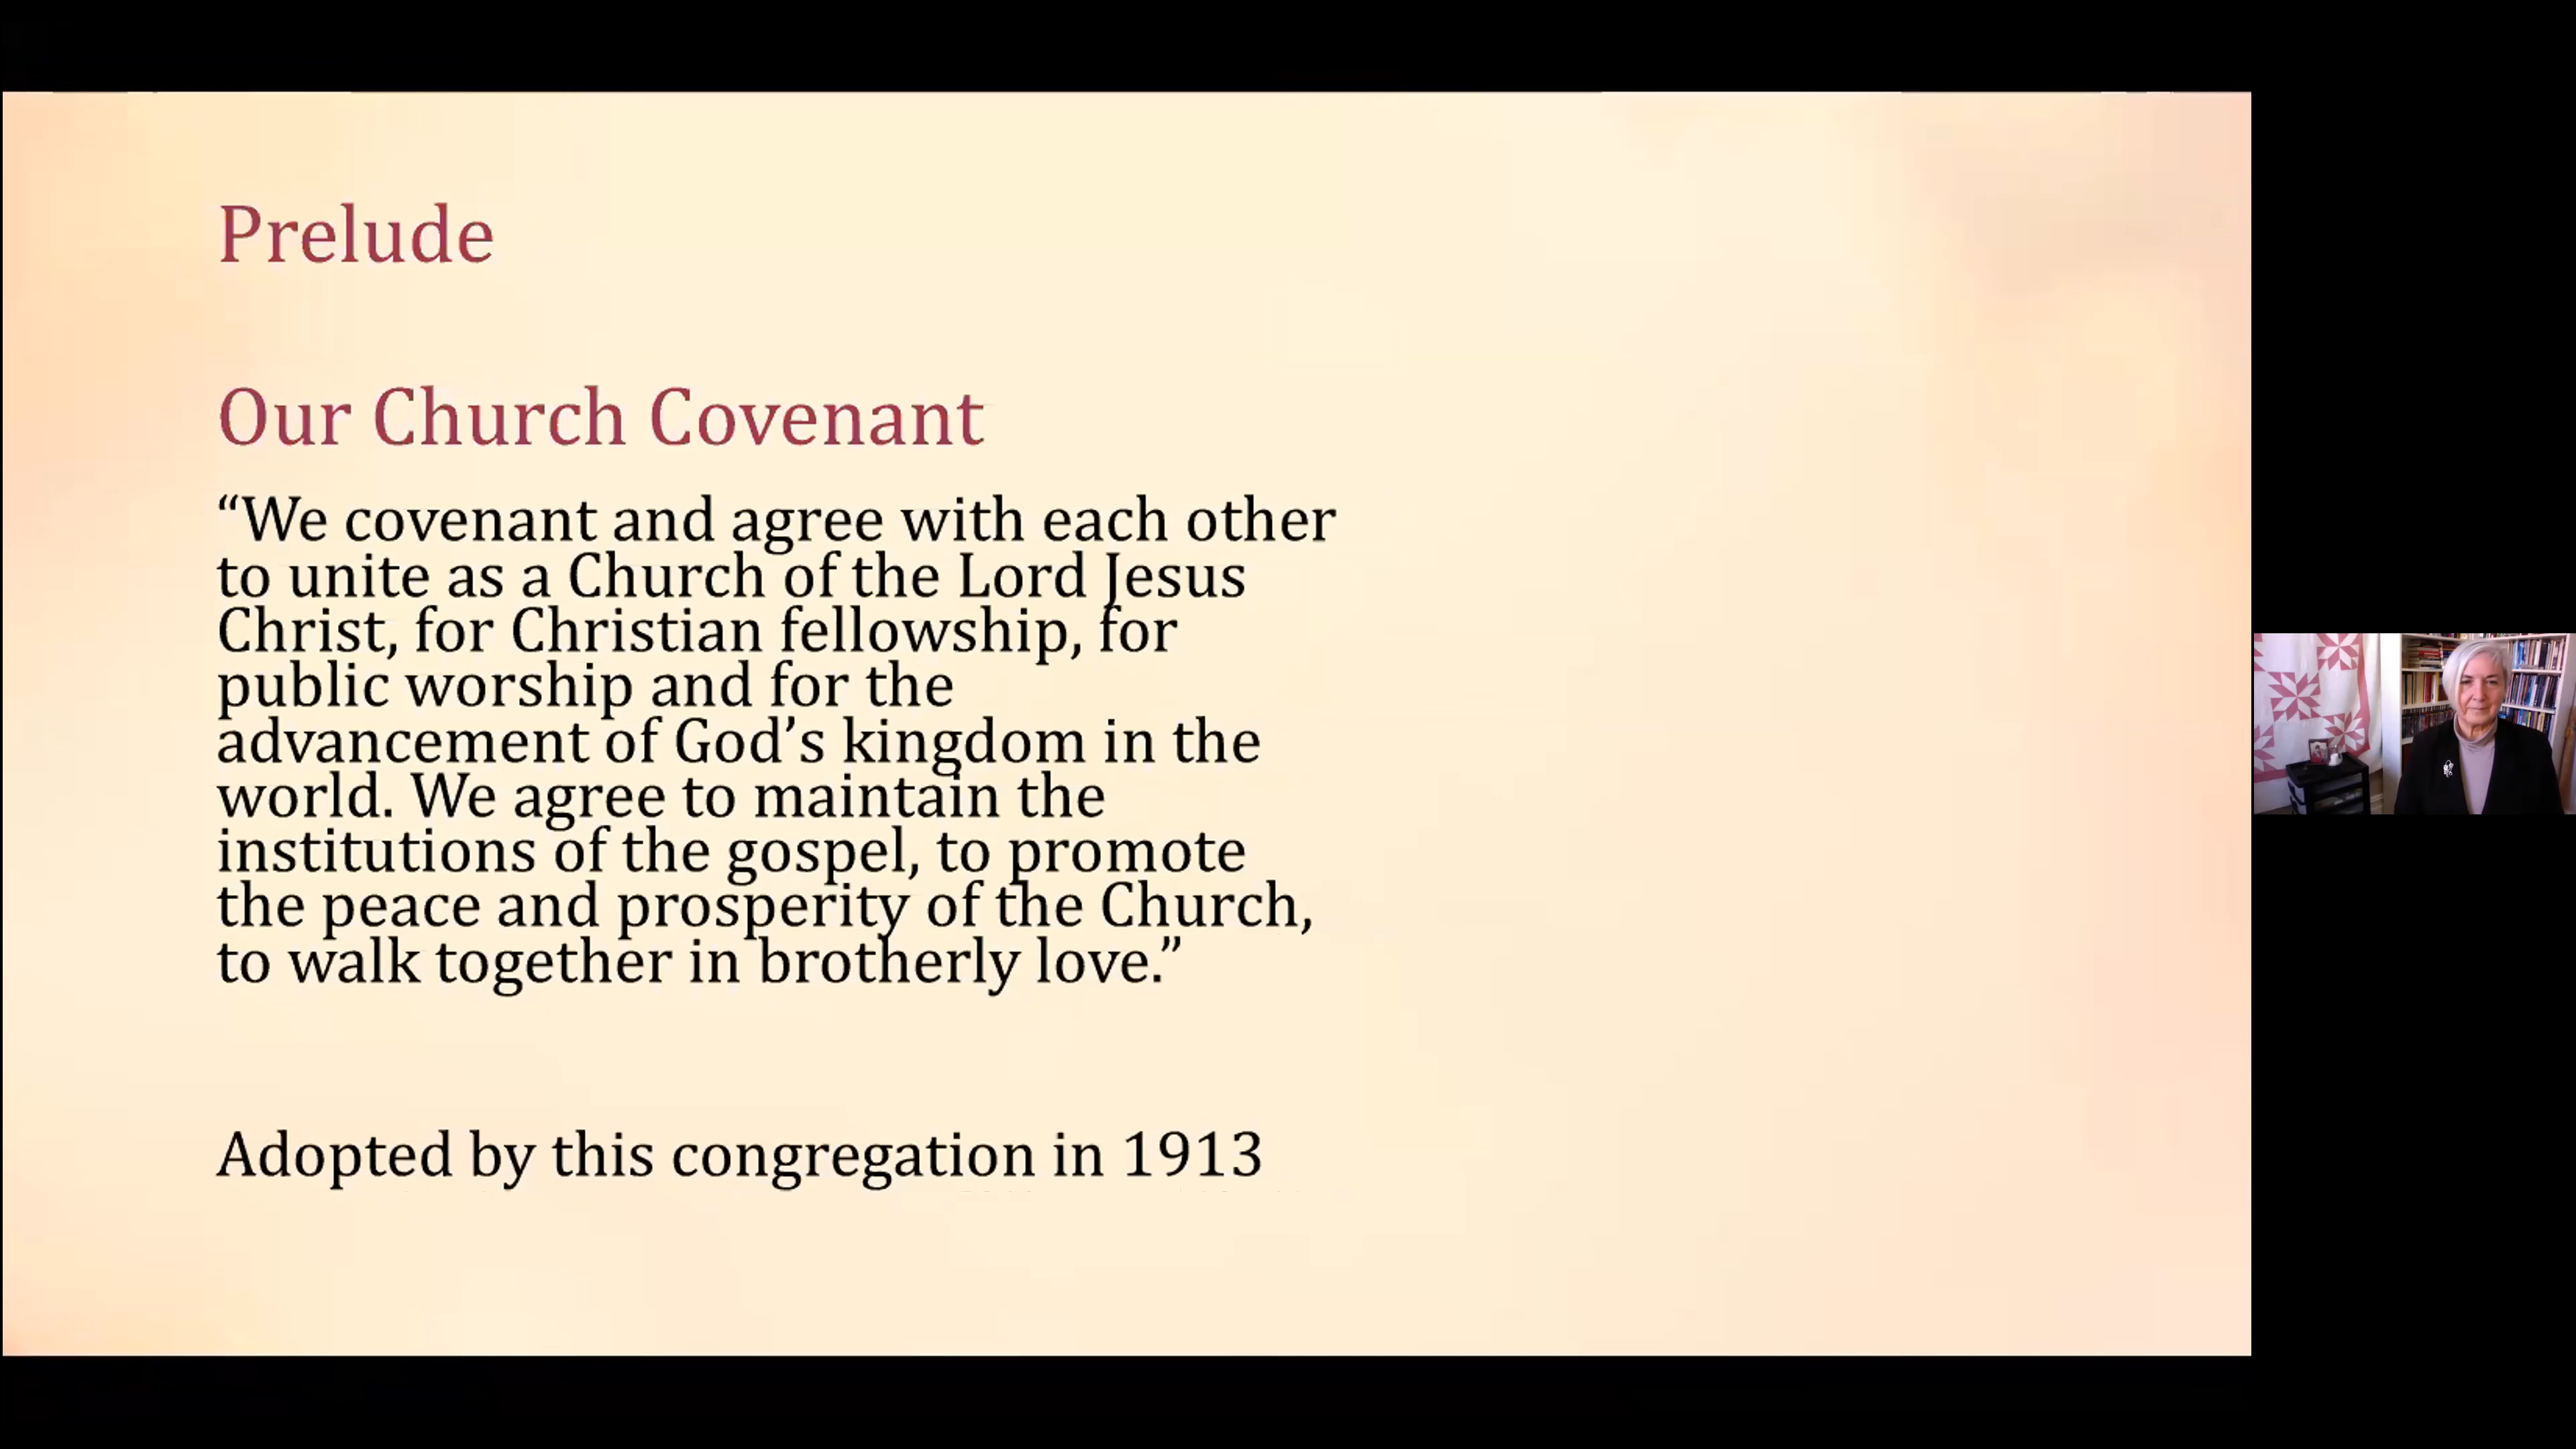 Prelude
Our Church Covenant
“We covenant and agree with each other
to unite as a Church of the Lord Jesus
Christ, for Christian fellowship, for
public worship and for the
advancement of God’s kingdom in the
world. We agree to maintain the
institutions of the gospel, to promote
the peace and prosperity of the Church,
to walk together in brotherly love.”
Adopted by this congregation in 1913